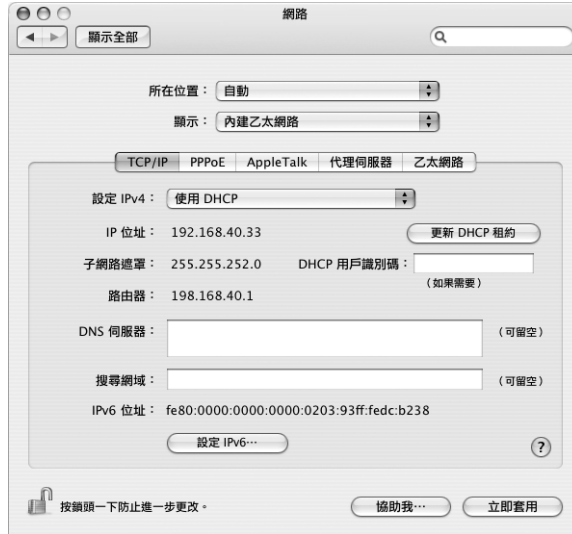 網路
顯示全部
所在位置： 自動
顯示： 內建乙太網路
TCP/IP PPPoE AppleTalk 代理伺服器 乙太網路
設定 IPv4： 使用 DHCP
IP 位址： 192.168.40.33 更新 DHCP 租約
子網路遮罩： 255.255.252.0 DHCP 用戶識別碼：
（如果需要）
路由器： 198.168.40.1
DNS 伺服器： （可留空）
搜尋網域： （可留空）
IPv6 位址： fe80:0000:0000:0000:0203:93ff:fedc:b238
設定 IPv6⋯ ?
按鎖頭一下防止進一步更改。 協助我⋯ 立即套用